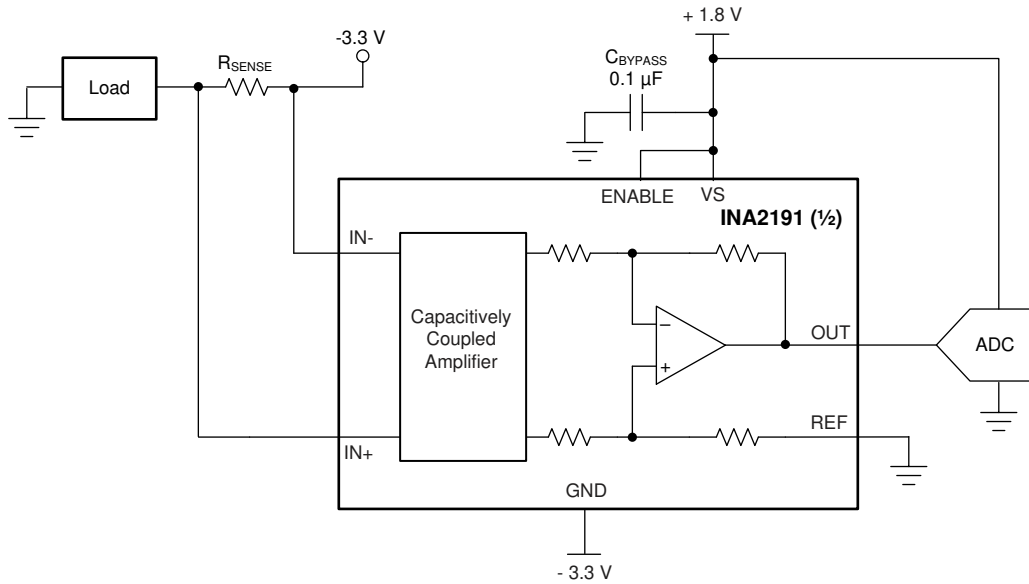 + 1.8 V
-3.3 V
RSENSE
CBYPASS
0.1 µF
Load
ENABLE
VS
INA2191 (½)
IN-
Capacitively
Coupled
Amplifier
−
+
OUT
ADC
REF
IN+
GND
- 3.3 V